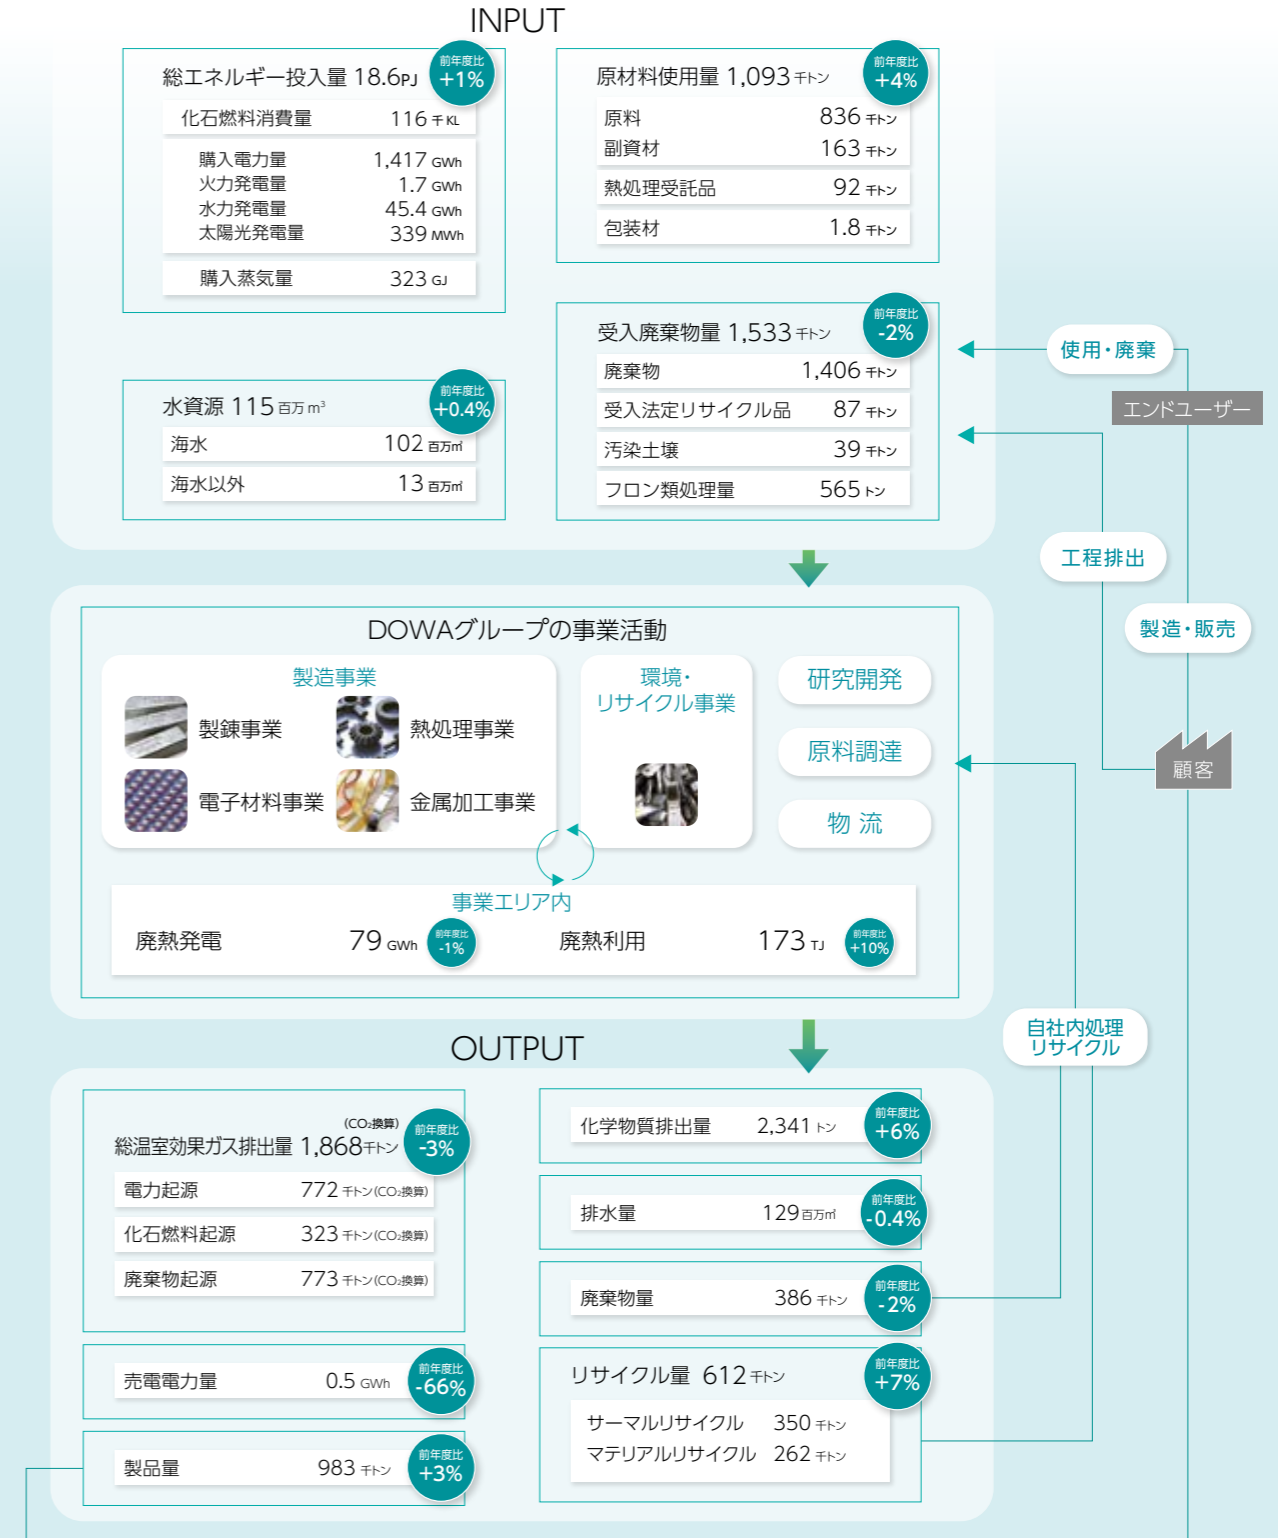 INPUT
総エネルギー投入量 18.6PJ
前年度比
+1%
化石燃料消費量 116 千KL
購入電力量 1,417 GWh
火力発電量 1.7 GWh
水力発電量 45.4 GWh
太陽光発電量 339 MWh
購入蒸気量 323 GJ
水資源 115 百万m³
前年度比
+0.4%
海水 102 百万㎥
海水以外 13 百万㎥
原材料使用量 1,093 千トン
前年度比
+4%
原料 836 千トン
副資材 163 千トン
熱処理受託品 92 千トン
包装材 1.8 千トン
受入廃棄物量 1,533 千トン
前年度比
-2%
廃棄物 1,406 千トン
受入法定リサイクル品 87 千トン
汚染土壌 39 千トン
フロン類処理量 565 トン
使用・廃棄
エンドユーザー
工程排出
製造・販売
顧客
DOWAグループの事業活動
製造事業
製錬事業
熱処理事業
電子材料事業
金属加工事業
環境・
リサイクル事業
研究開発
原料調達
物 流
事業エリア内
廃熱発電 79 GWh
前年度比
-1%
廃熱利用 173 TJ
前年度比
+10%
自社内処理
リサイクル
OUTPUT
(CO₂換算)
総温室効果ガス排出量 1,868千トン
前年度比
-3%
電力起源 772 千トン(CO₂換算)
化石燃料起源 323 千トン(CO₂換算)
廃棄物起源 773 千トン(CO₂換算)
売電電力量 0.5 GWh
前年度比
-66%
製品量 983 千トン
前年度比
+3%
化学物質排出量 2,341 トン
前年度比
+6%
排水量 129百万㎥
前年度比
-0.4%
廃棄物量 386 千トン
前年度比
-2%
リサイクル量 612 千トン
前年度比
+7%
サーマルリサイクル 350 千トン
マテリアルリサイクル 262 千トン